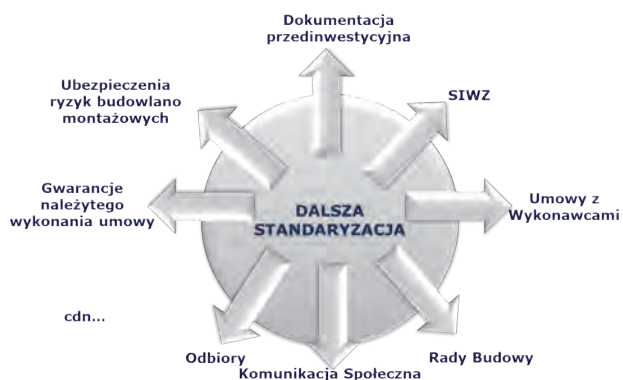 Dokumentacja
przedinwestycyjna
Ubezpieczenia
ryzyk budowlano
montażowych
SIWZ
Gwarancje
należytego
wykonania umowy
DALSZA
STANDARYZACJA
Umowy z
Wykonawcami
cdn...
Odbiory
Rady Budowy
Komunikacja Społeczna